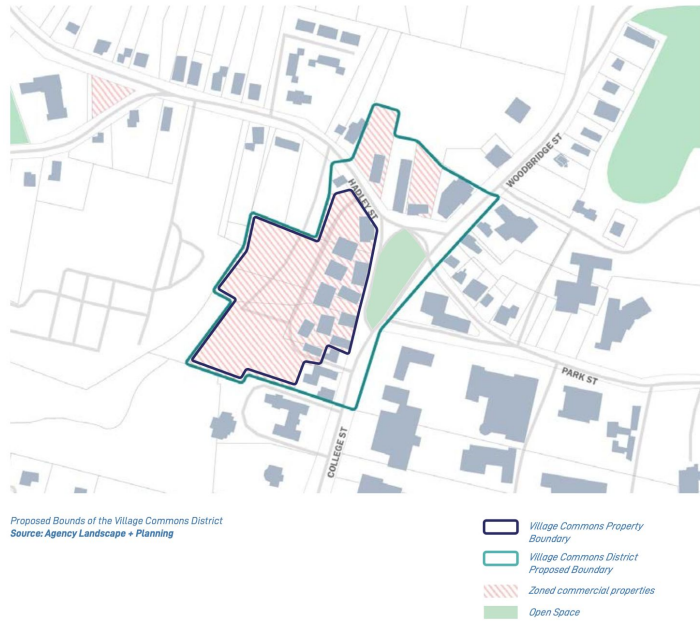 WOODBRIDGE ST
HADLEY ST
PARK ST
COLLEGE ST
Proposed Bounds of the Village Commons District
Source: Agency Landscape + Planning
Village Commons Property
Boundary
Village Commons District
Proposed Boundary
Zoned commercial properties
Open Space